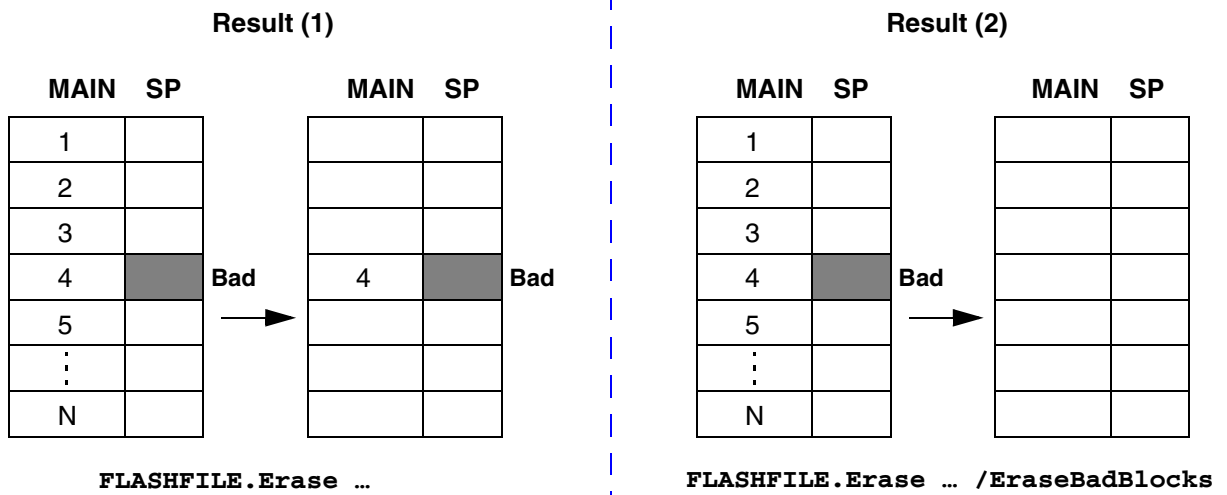 Result (1)
MAIN SP
MAIN SP
1
2
3
4 Bad
4 Bad
5
N
FLASHFILE.Erase …
Result (2)
MAIN SP
MAIN SP
1
2
3
4 Bad
5
N
FLASHFILE.Erase … /EraseBadBlocks